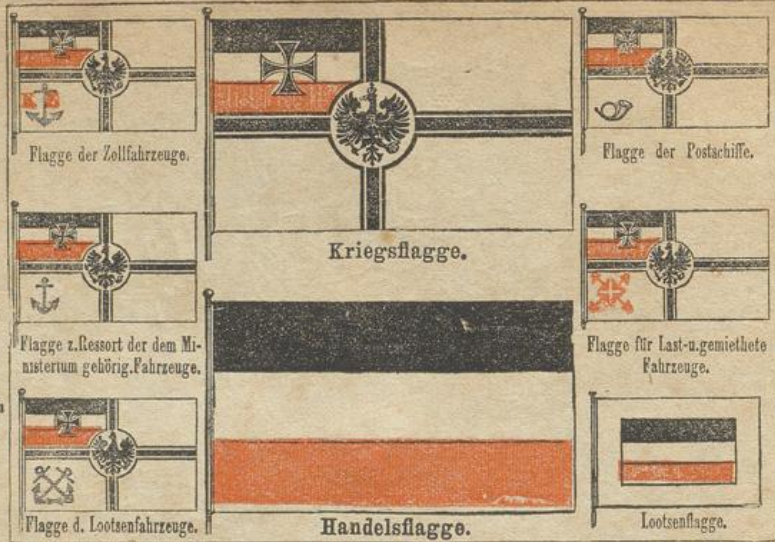 Flagge der Zollfahrzeuge.
Kriegsflagge.
Flagge der Postschiffe.
Flagge z. Ressort der dem Mi-
nisterium gehörig. Fahrzeuge.
Flagge für Last-u. gemiethete
Fahrzeuge.
Flagge d. Lootsenfahrzeuge.
Handelsflagge.
Lootsenflagge.